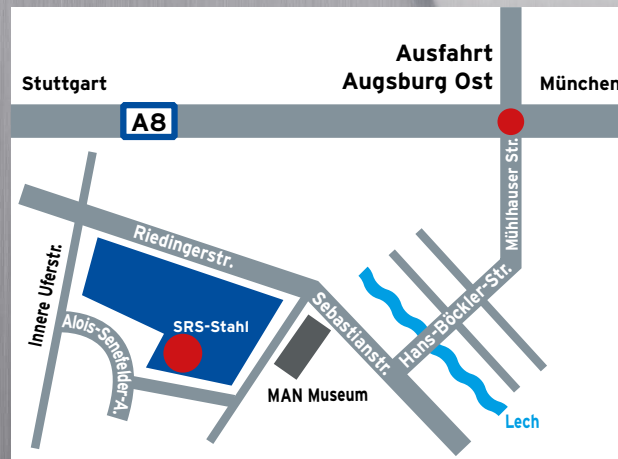 Ausfahrt
Augsburg Ost
Stuttgart
München
A8
Mühlhauser Str.
Riedingerstr.
Innere Uferstr.
SRS-Stahl
Sebastianstr.
Hans-Böckler-Str.
Alois-Senefelder-A.
MAN Museum
Lech